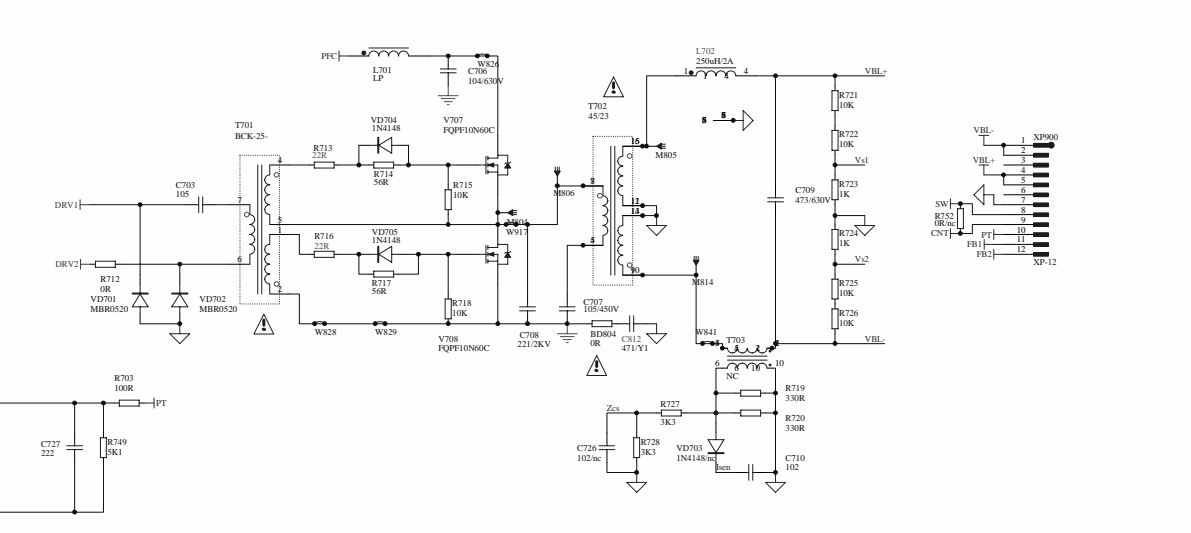 PFC
L701
LP
W826
C706
104/630V
L702
250uH/2A
1
4
VBL+
T701
BCK-25-
VD704
1N4148
V707
FQPF10N60C
T702
45/23
R713
22R
R714
56R
R715
10K
M805
M806
R721
10K
R722
10K
Vs1
R723
1K
R724
1K
Vs2
R725
10K
R726
10K
VBL-
C709
473/630V
XP900
VBL-
VBL+
1
2
3
4
5
6
7
8
9
10
11
12
SW
R752
0R/nc
CNT
PT
FB1
FB2
XP-12
DRV1
C703
105
7
4
5
1
6
2
DRV2
R712
0R
VD701
MBR0520
VD702
MBR0520
R716
22R
VD705
1N4148
R717
56R
M804
W917
R718
10K
W828
W829
V708
FQPF10N60C
C708
221/2KV
C707
105/450V
BD804
0R
C812
471/Y1
15
M814
W841
T703
6
10
NC
R719
330R
R720
330R
R703
100R
PT
C727
222
R749
5K1
Zcs
R727
3K3
C726
102/nc
R728
3K3
VD703
1N4148/nc
Isen
C710
102